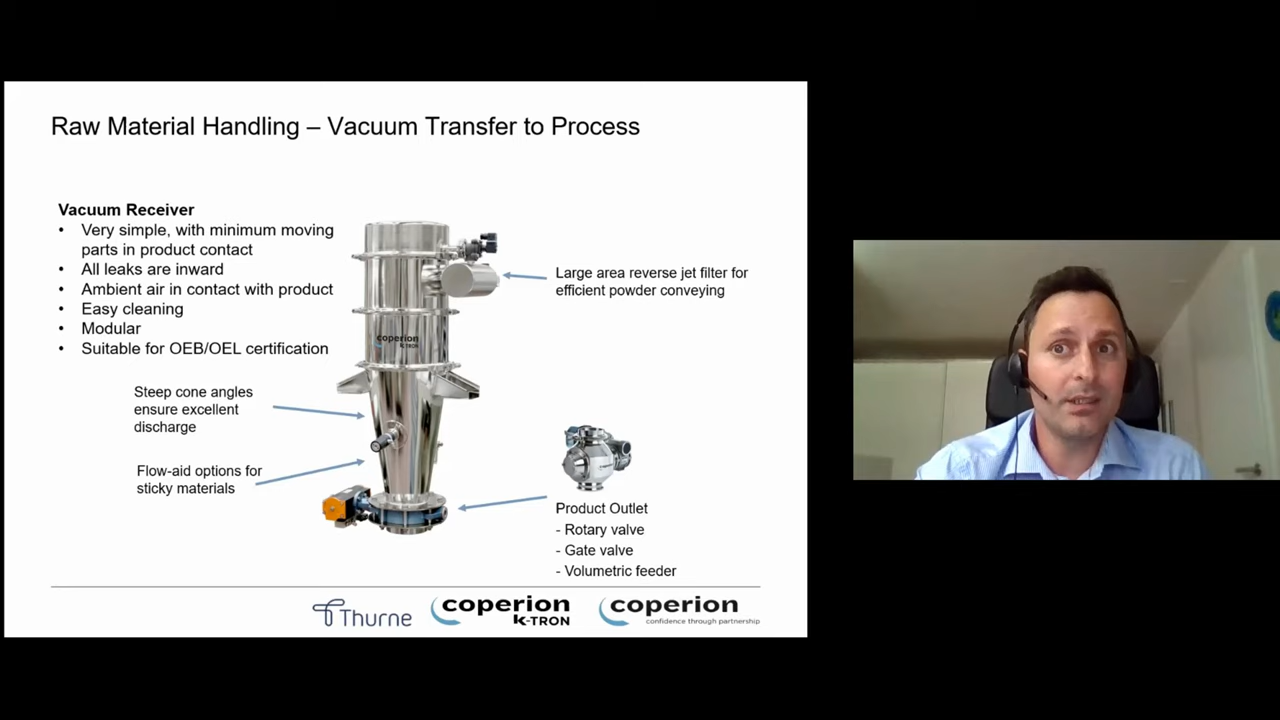 Raw Material Handling – Vacuum Transfer to Process
Vacuum Receiver
• Very simple, with minimum moving
parts in product contact
• All leaks are inward
• Ambient air in contact with product
• Easy cleaning
• Modular
• Suitable for OEB/OEL certification
Large area reverse jet filter for
efficient powder conveying
coperion
K-TRON
Steep cone angles
ensure excellent
discharge
Flow-aid options for
sticky materials
Product Outlet
- Rotary valve
- Gate valve
- Volumetric feeder
Thurne
coperion
K-TRON
coperion
confidence through partnership